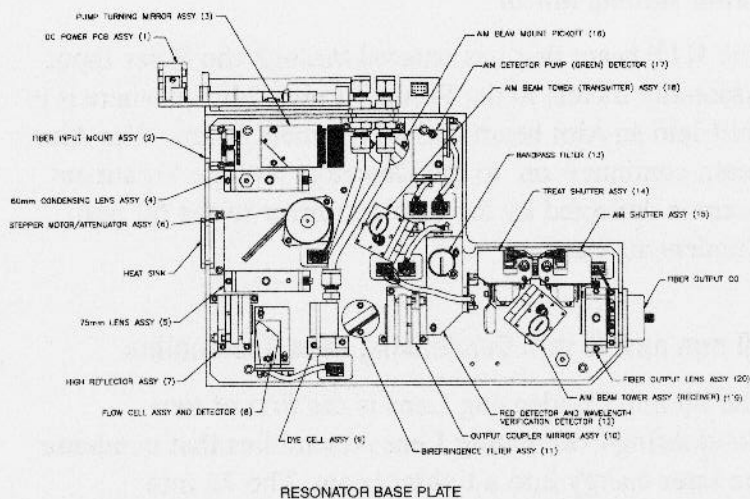 PUMP TURNING MIRROR ASSY (3)
DC POWER PCB ASSY (1)
FIBER INPUT MOUNT ASSY (2)
60mm CONDENSING LENS ASSY (4)
STEPPER MOTOR/ATTENUATOR ASSY (6)
HEAT SINK
75mm LENS ASSY (5)
HIGH REFLECTOR ASSY (7)
FLOW CELL ASSY AND DETECTOR (8)
DYE CELL ASSY (9)
AIM BEAM MOUNT PICKOFF (16)
AIM DETECTOR PUMP (GREEN) DETECTOR (17)
AIM BEAM TOWER (TRANSMITTER) ASSY (18)
BANDPASS FILTER (13)
TREAT SHUTTER ASSY (14)
AIM SHUTTER ASSY (15)
FIBER OUTPUT CO
FIBER OUTPUT LENS ASSY (20)
AIM BEAM TOWER ASSY (RECEIVER) (19)
RED DETECTOR AND WAVELENGTH
VERIFICATION DETECTOR (12)
OUTPUT COUPLER MIRROR ASSY (10)
BIREFRINGENCE FILTER ASSY (11)
RESONATOR BASE PLATE